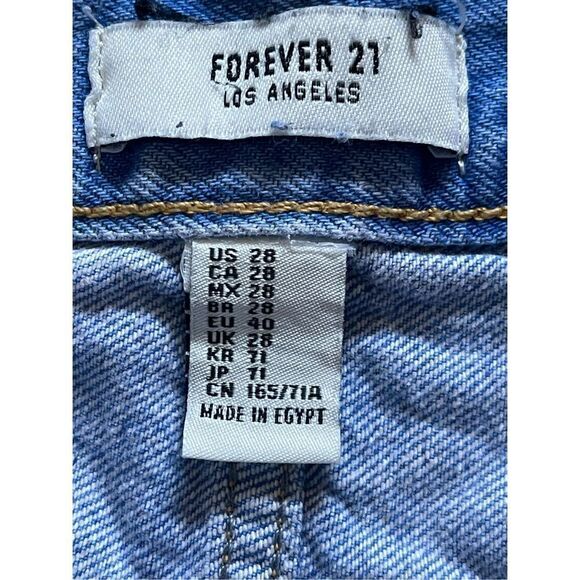 FOREVER 21
LOS ANGELES
US 28
CA 28
MX 28
BR 28
EU 40
UK 28
KR 71
JP 71
CN 165/71A
MADE IN EGYPT